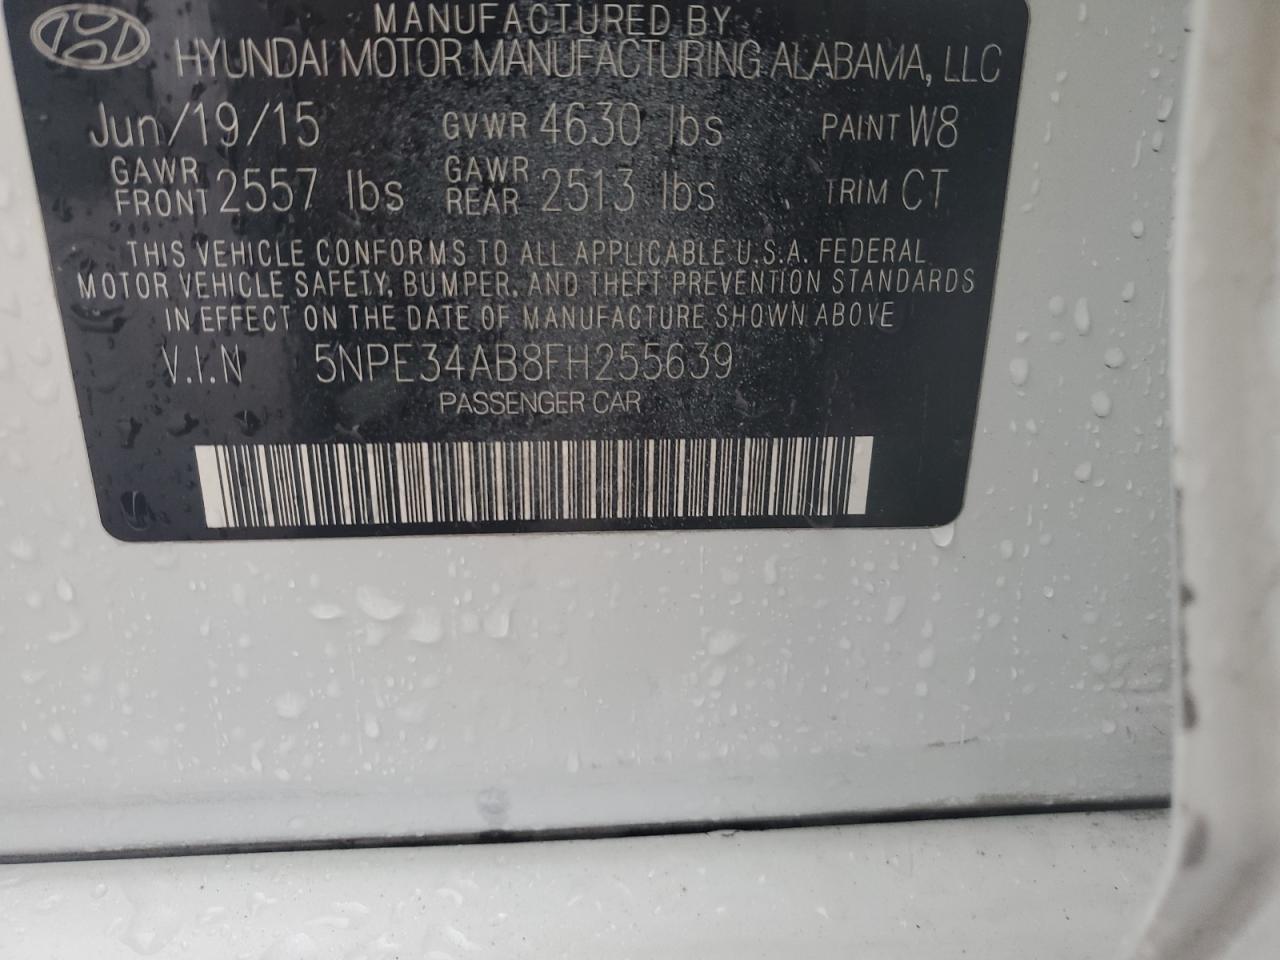 MANUFACTURED BY
HYUNDAI MOTOR MANUFACTURING ALABAMA, LLC
Jun/19/15 GVWR 4630 lbs PAINT W8
GAWR FRONT 2557 lbs GAWR REAR 2513 lbs TRIM CT
THIS VEHICLE CONFORMS TO ALL APPLICABLE U.S.A. FEDERAL
MOTOR VEHICLE SAFETY, BUMPER, AND THEFT PREVENTION STANDARDS
IN EFFECT ON THE DATE OF MANUFACTURE SHOWN ABOVE
V.I.N 5NPE34AB8FH255639
PASSENGER CAR